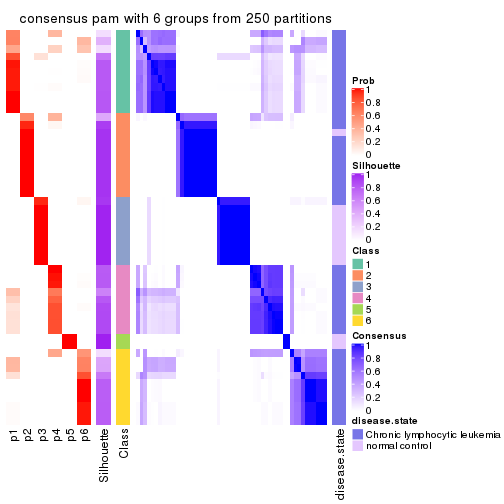 consensus pam with 6 groups from 250 partitions
Prob
1
0.8
0.6
0.4
0.2
0
Silhouette
1
0.8
0.6
0.4
0.2
0
Class
1
2
3
4
5
6
Consensus
1
0.8
0.6
0.4
0.2
0
disease.state
Chronic lymphocytic leukemia
normal control
p1
p2
p3
p4
p5
p6
Silhouette
Class
disease.state